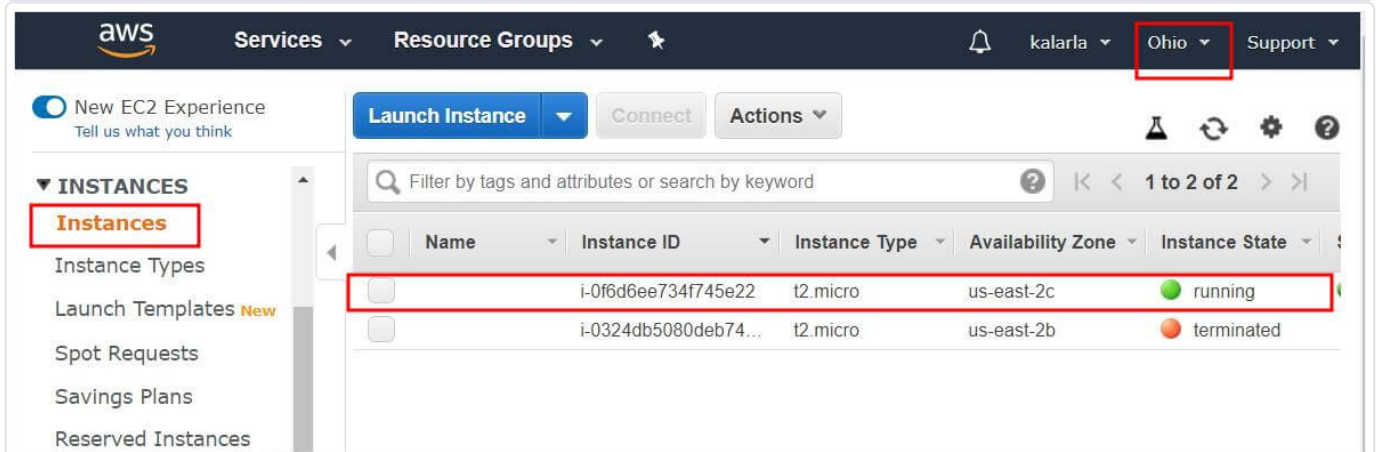 aws Services Resource Groups kalarla Ohio Support
New EC2 Experience
Tell us what you think
Launch Instance Connect Actions
Filter by tags and attributes or search by keyword 1 to 2 of 2
INSTANCES
Instances
Instance Types
Launch Templates New
Spot Requests
Savings Plans
Reserved Instances
Name Instance ID Instance Type Availability Zone Instance State
i-0f6d6ee734f745e22 t2.micro us-east-2c running
i-0324db5080deb74... t2.micro us-east-2b terminated